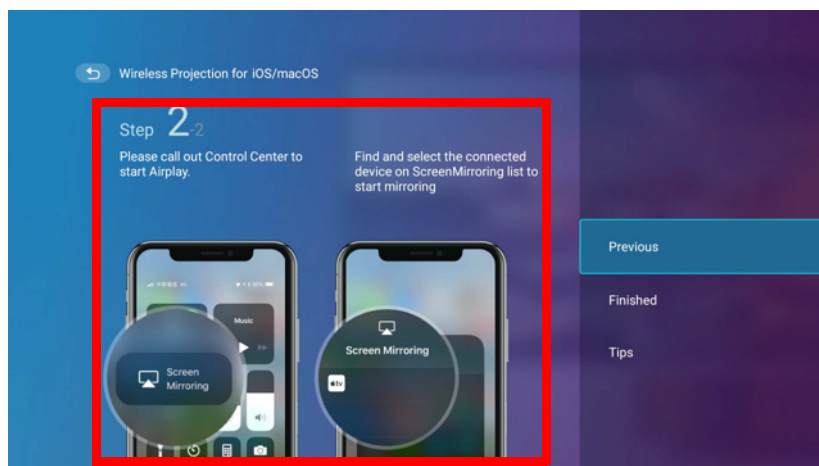 Wireless Projection for iOS/macOS
Step 2-2
Please call out Control Center to
start Airplay.
Find and select the connected
device on ScreenMirroring list to
start mirroring
Music
Screen
Mirroring
Screen Mirroring
tv
Previous
Finished
Tips